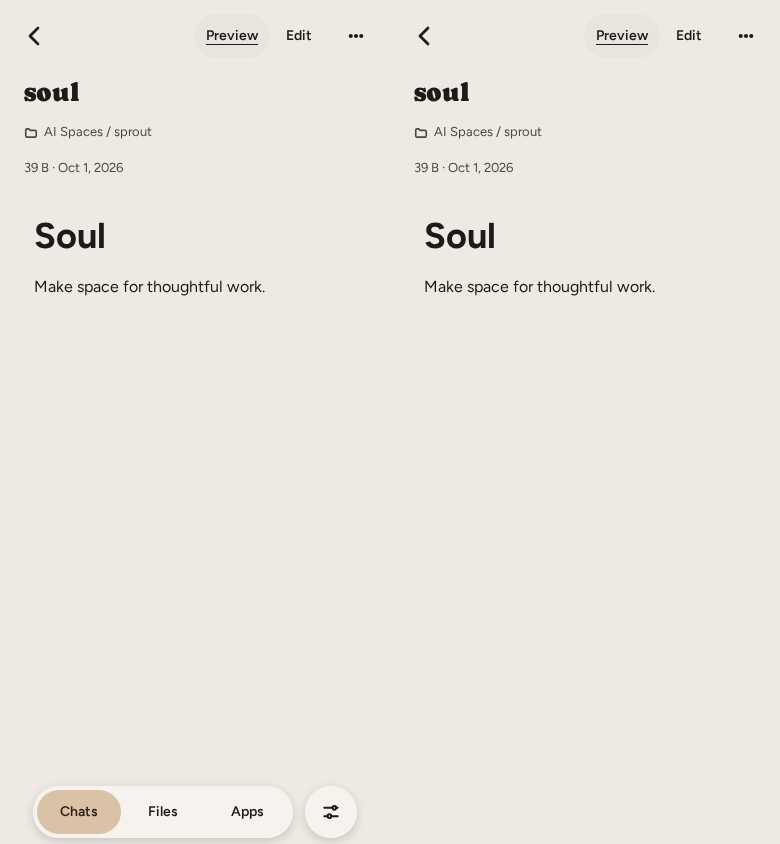 Preview Edit
soul
AI Spaces / sprout
39 B · Oct 1, 2026
Soul
Make space for thoughtful work.
Chats Files Apps
Preview Edit
soul
AI Spaces / sprout
39 B · Oct 1, 2026
Soul
Make space for thoughtful work.